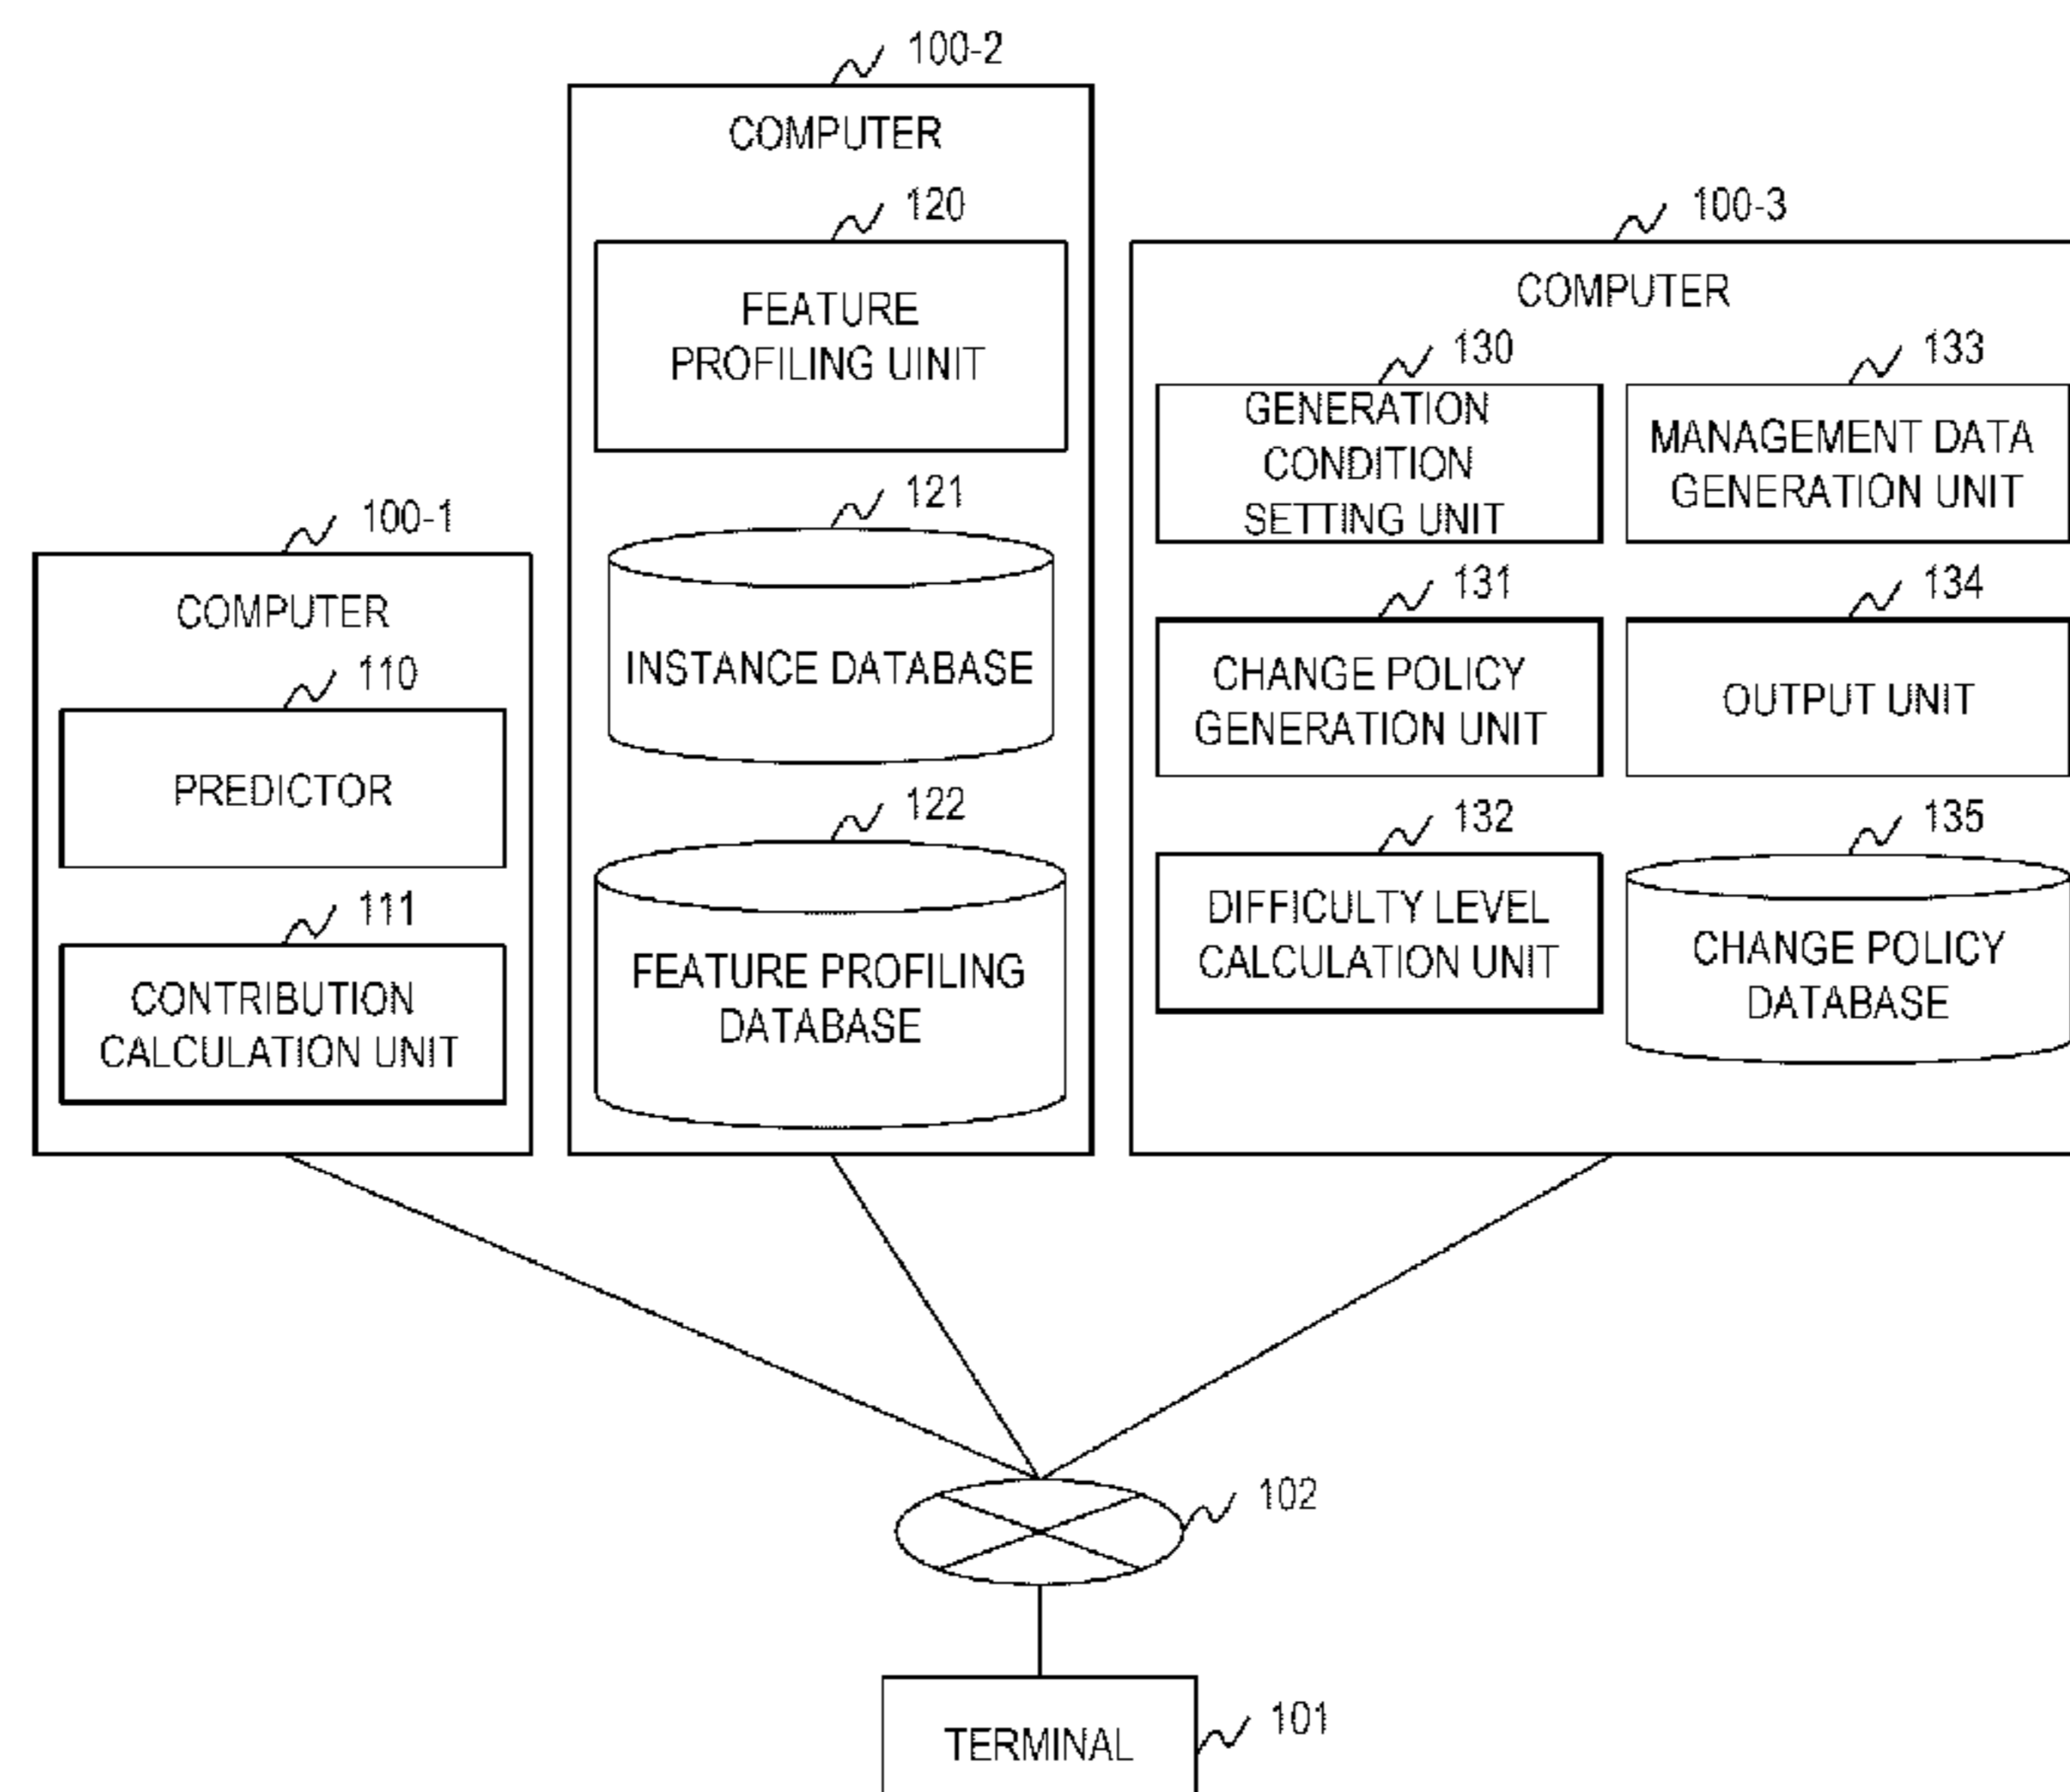 100-2
COMPUTER
120
FEATURE
PROFILING UINIT
121
INSTANCE DATABASE
122
FEATURE PROFILING
DATABASE
100-1
COMPUTER
110
PREDICTOR
111
CONTRIBUTION
CALCULATION UNIT
100-3
COMPUTER
130
GENERATION
CONDITION
SETTING UNIT
133
MANAGEMENT DATA
GENERATION UNIT
131
CHANGE POLICY
GENERATION UNIT
134
OUTPUT UNIT
132
DIFFICULTY LEVEL
CALCULATION UNIT
135
CHANGE POLICY
DATABASE
102
TERMINAL
101